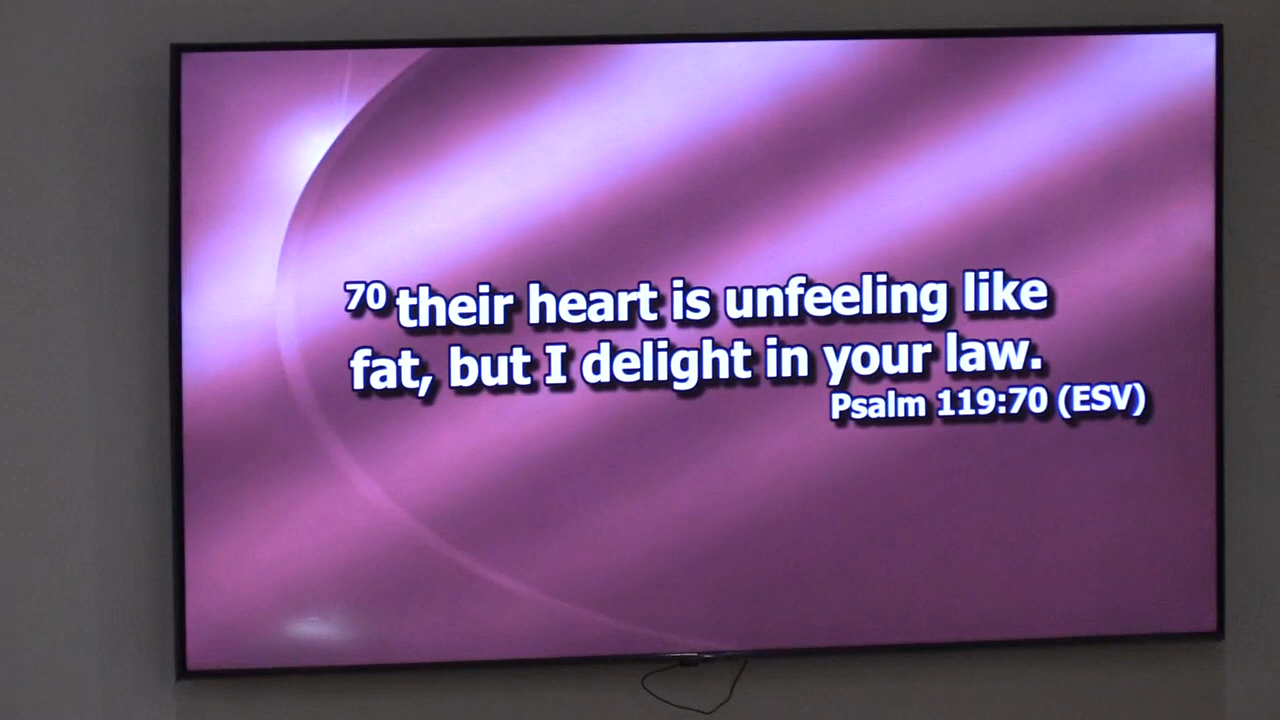 70 their heart is unfeeling like
fat, but I delight in your law.
Psalm 119:70 (ESV)